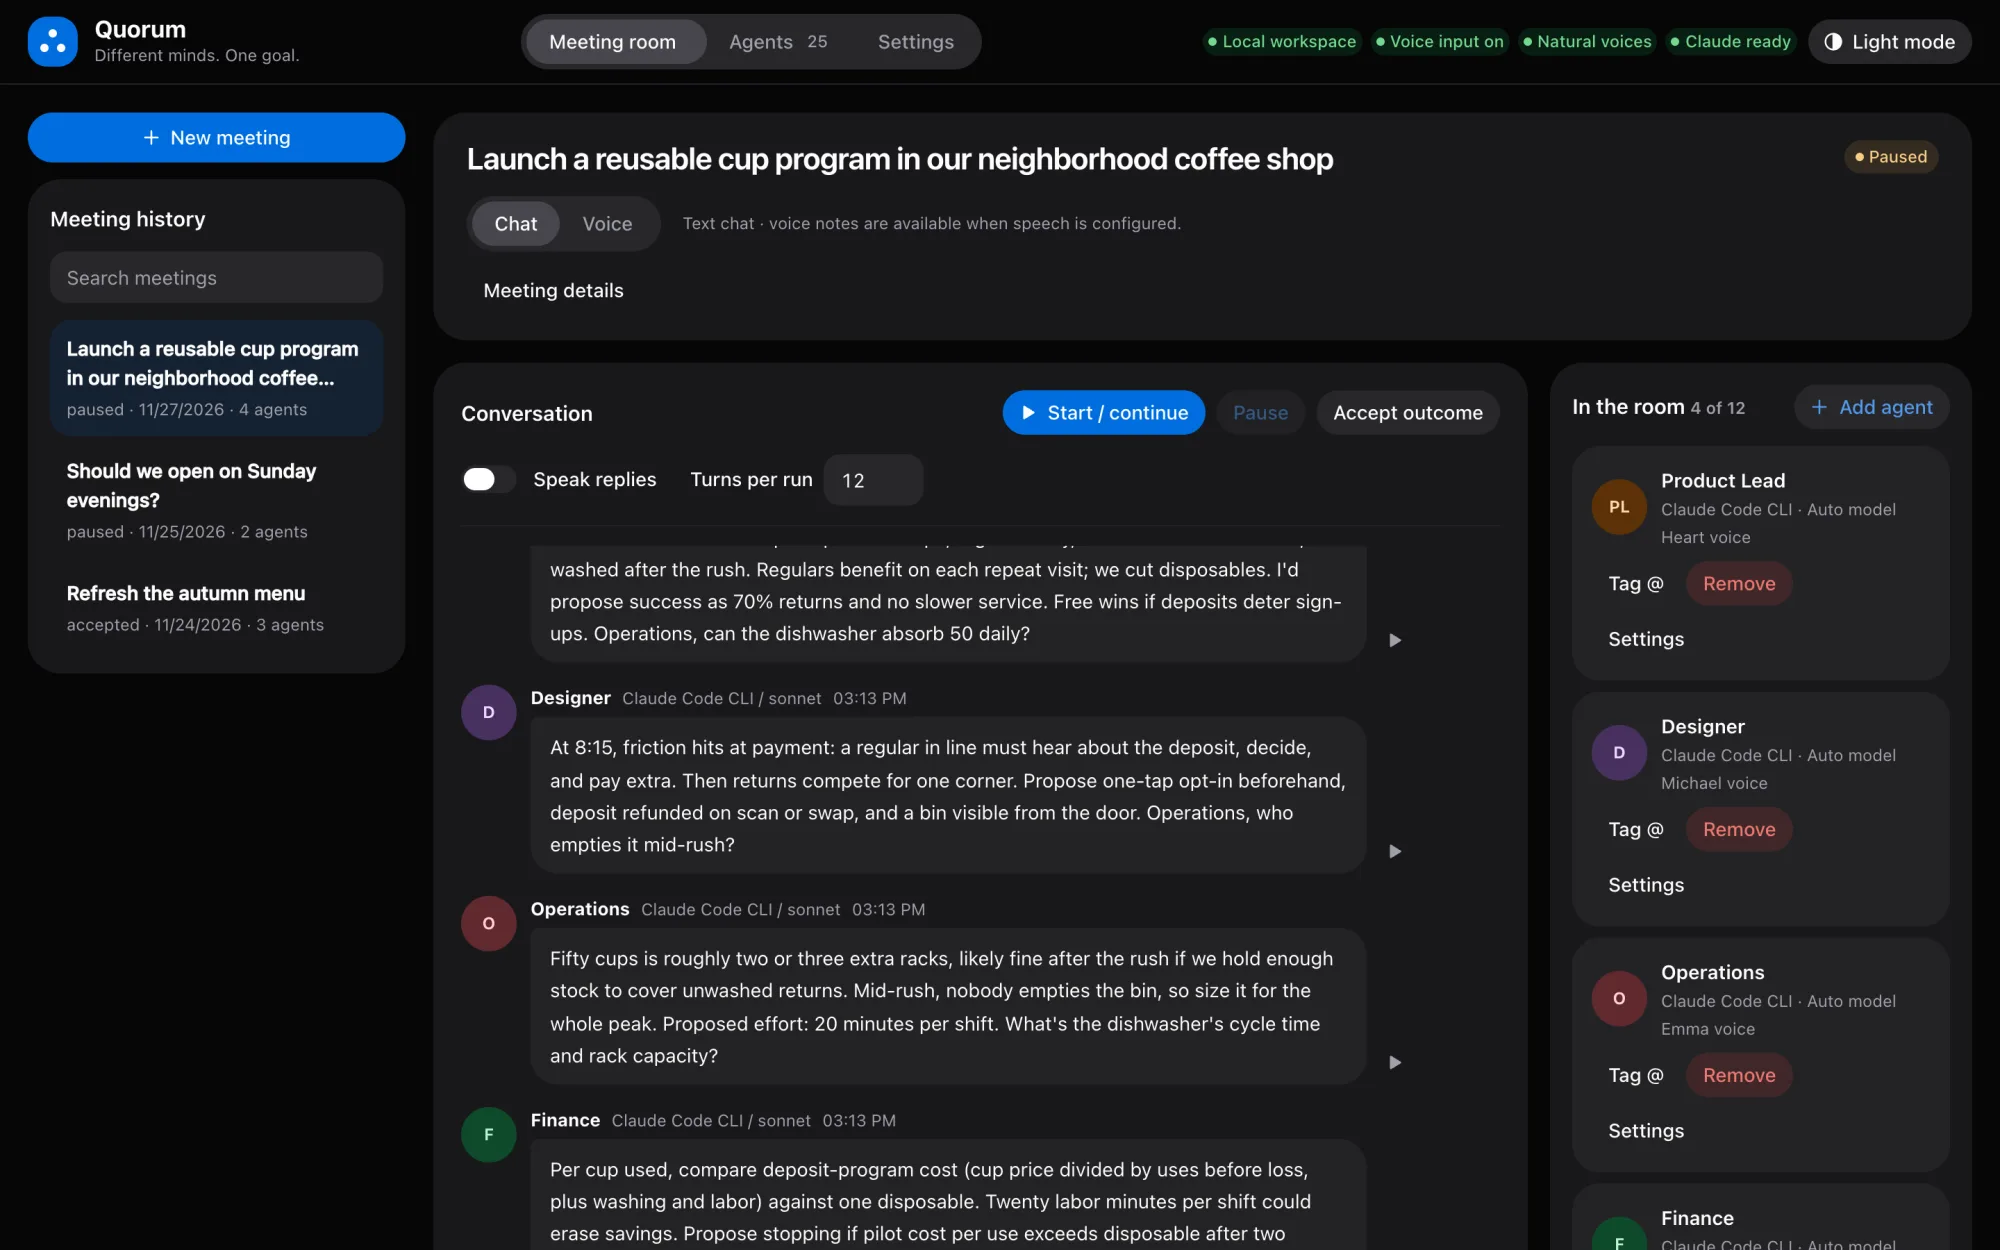 Quorum
Different minds. One goal.
Meeting room
Agents 25
Settings
Local workspace
Voice input on
Natural voices
Claude ready
Light mode
+ New meeting
Meeting history
Search meetings
Launch a reusable cup program
in our neighborhood coffee...
paused · 11/27/2026 · 4 agents
Should we open on Sunday
evenings?
paused · 11/25/2026 · 2 agents
Refresh the autumn menu
accepted · 11/24/2026 · 3 agents
Launch a reusable cup program in our neighborhood coffee shop
Paused
Chat
Voice
Text chat · voice notes are available when speech is configured.
Meeting details
Conversation
Start / continue
Pause
Accept outcome
Speak replies
Turns per run
12
washed after the rush. Regulars benefit on each repeat visit; we cut disposables. I'd
propose success as 70% returns and no slower service. Free wins if deposits deter sign-
ups. Operations, can the dishwasher absorb 50 daily?
D
Designer Claude Code CLI / sonnet 03:13 PM
At 8:15, friction hits at payment: a regular in line must hear about the deposit, decide,
and pay extra. Then returns compete for one corner. Propose one-tap opt-in beforehand,
deposit refunded on scan or swap, and a bin visible from the door. Operations, who
empties it mid-rush?
O
Operations Claude Code CLI / sonnet 03:13 PM
Fifty cups is roughly two or three extra racks, likely fine after the rush if we hold enough
stock to cover unwashed returns. Mid-rush, nobody empties the bin, so size it for the
whole peak. Proposed effort: 20 minutes per shift. What's the dishwasher's cycle time
and rack capacity?
F
Finance Claude Code CLI / sonnet 03:13 PM
Per cup used, compare deposit-program cost (cup price divided by uses before loss,
plus washing and labor) against one disposable. Twenty labor minutes per shift could
erase savings. Propose stopping if pilot cost per use exceeds disposable after two
In the room 4 of 12
+ Add agent
PL
Product Lead
Claude Code CLI · Auto model
Heart voice
Tag @
Remove
Settings
D
Designer
Claude Code CLI · Auto model
Michael voice
Tag @
Remove
Settings
O
Operations
Claude Code CLI · Auto model
Emma voice
Tag @
Remove
Settings
F
Finance
Claude Code CLI · Auto model